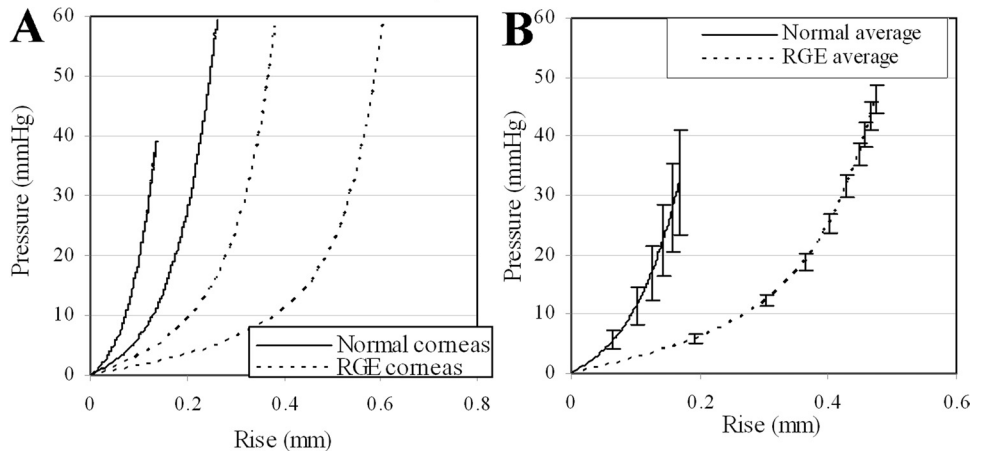 A
60
50
40
30
20
10
0
Pressure (mmHg)
0
0.2
0.4
0.6
0.8
Rise (mm)
Normal corneas
RGE corneas
B
60
50
40
30
20
10
0
Pressure (mmHg)
0
0.2
0.4
0.6
Rise (mm)
Normal average
RGE average